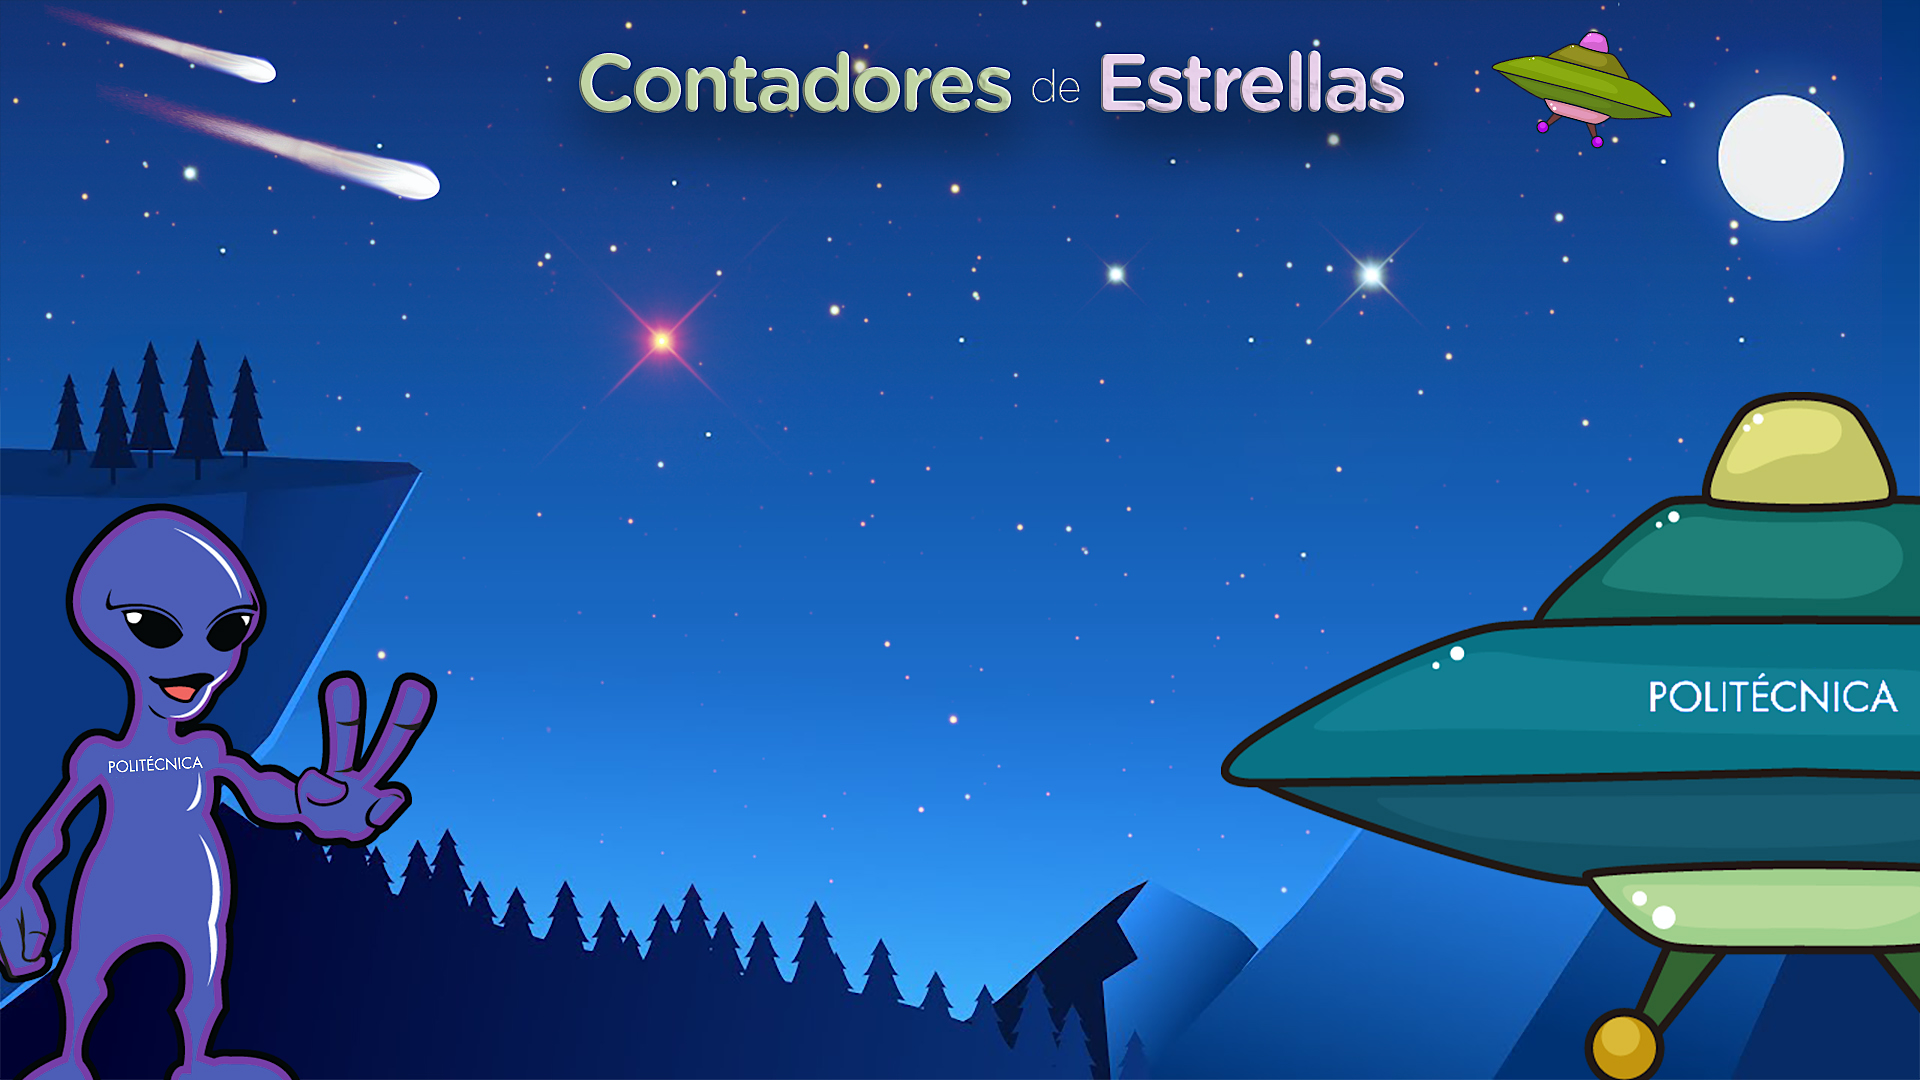 Contadores de Estrellas
POLITÉCNICA
POLITÉCNICA